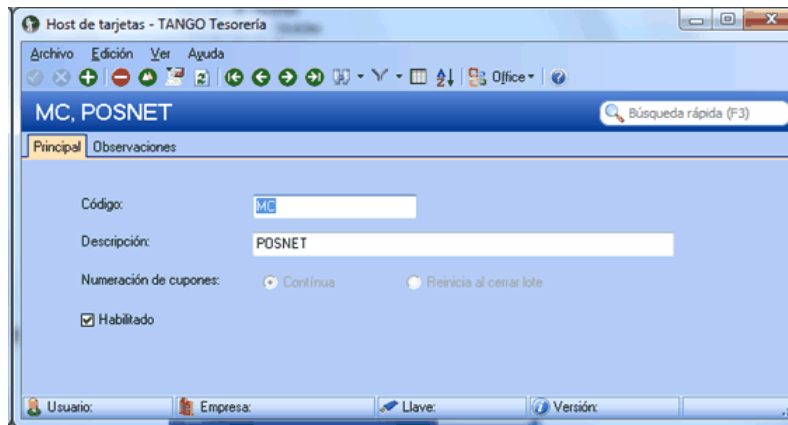 Host de tarjetas - TANGO Tesorería
Archivo Edición Ver Ayuda
Office
MC, POSNET
Búsqueda rápida (F3)
Principal Observaciones
Código: MC
Descripción: POSNET
Numeración de cupones: Contínua Reinicia al cerrar lote
Habilitado
Usuario: Empresa: Llave: Versión: